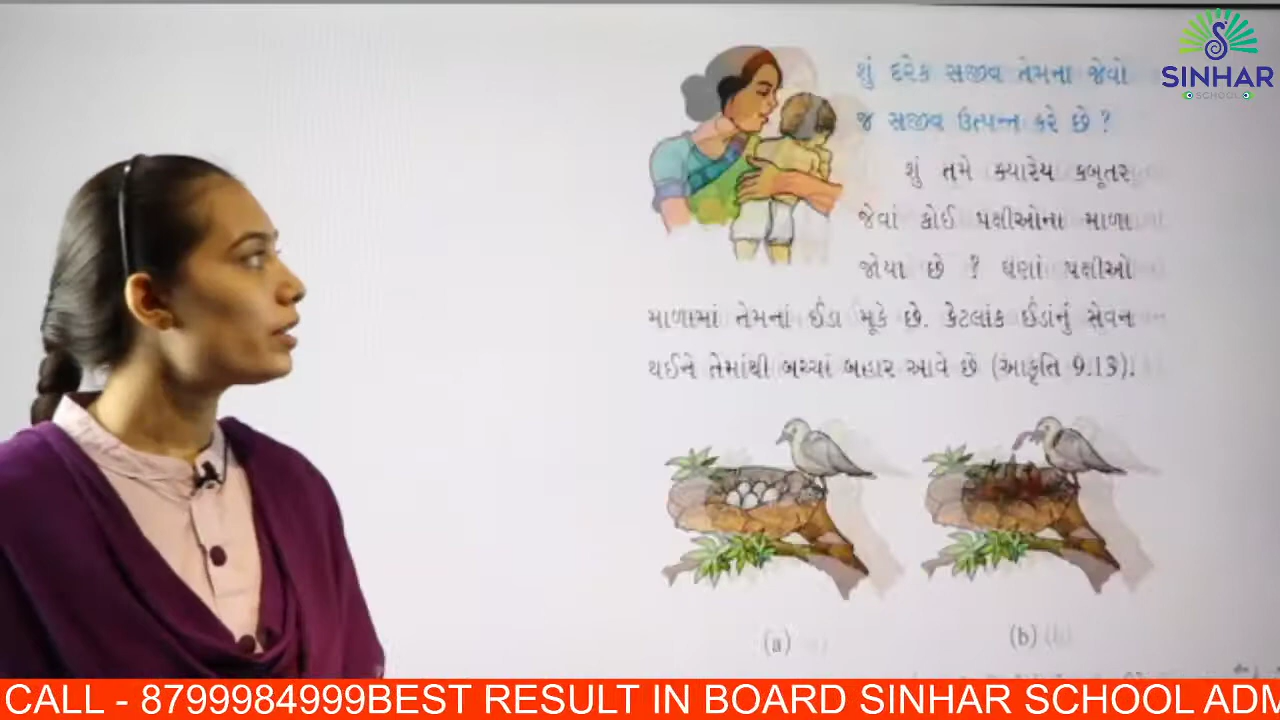 SINHAR
SCHOOL
શું દરેક સજીવ તેમના જેવો
જ સજીવ ઉત્પન્ન કરે છે ?
શું તમે ક્યારેય કબૂતર
જેવાં કોઈ પક્ષીઓના માળા
જોયા છે ? ઘણાં પક્ષીઓ
માળામાં તેમનાં ઈંડા મૂકે છે. કેટલાંક ઈંડાંનું સેવન
થઈને તેમાંથી બચ્ચાં બહાર આવે છે (આકૃતિ 9.13).
(a) (b)
CALL - 8799984999BEST RESULT IN BOARD SINHAR SCHOOL ADM